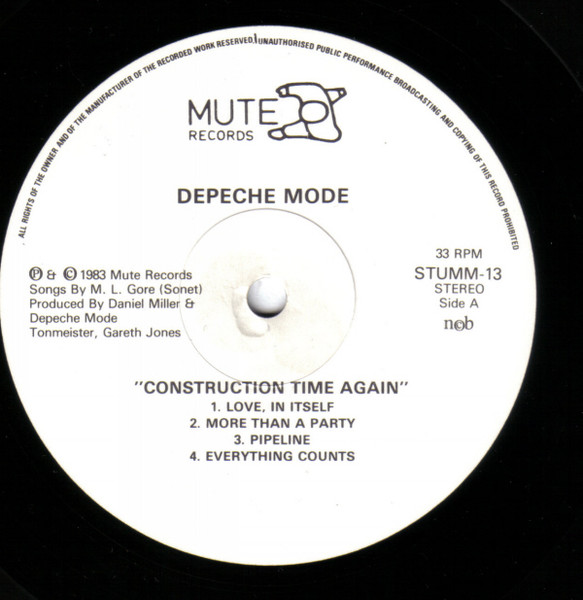 ALL RIGHTS OF THE OWNER AND OF THE MANUFACTURER OF THE RECORDED WORK RESERVED. UNAUTHORISED PUBLIC PERFORMANCE BROADCASTING AND COPYING OF THIS RECORD PROHIBITED
MUTE
RECORDS
DEPECHE MODE
℗ & © 1983 Mute Records
Songs By M. L. Gore (Sonet)
Produced By Daniel Miller &
Depeche Mode
Tonmeister, Gareth Jones
33 RPM
STUMM-13
STEREO
Side A
n©b
"CONSTRUCTION TIME AGAIN"
1. LOVE, IN ITSELF
2. MORE THAN A PARTY
3. PIPELINE
4. EVERYTHING COUNTS